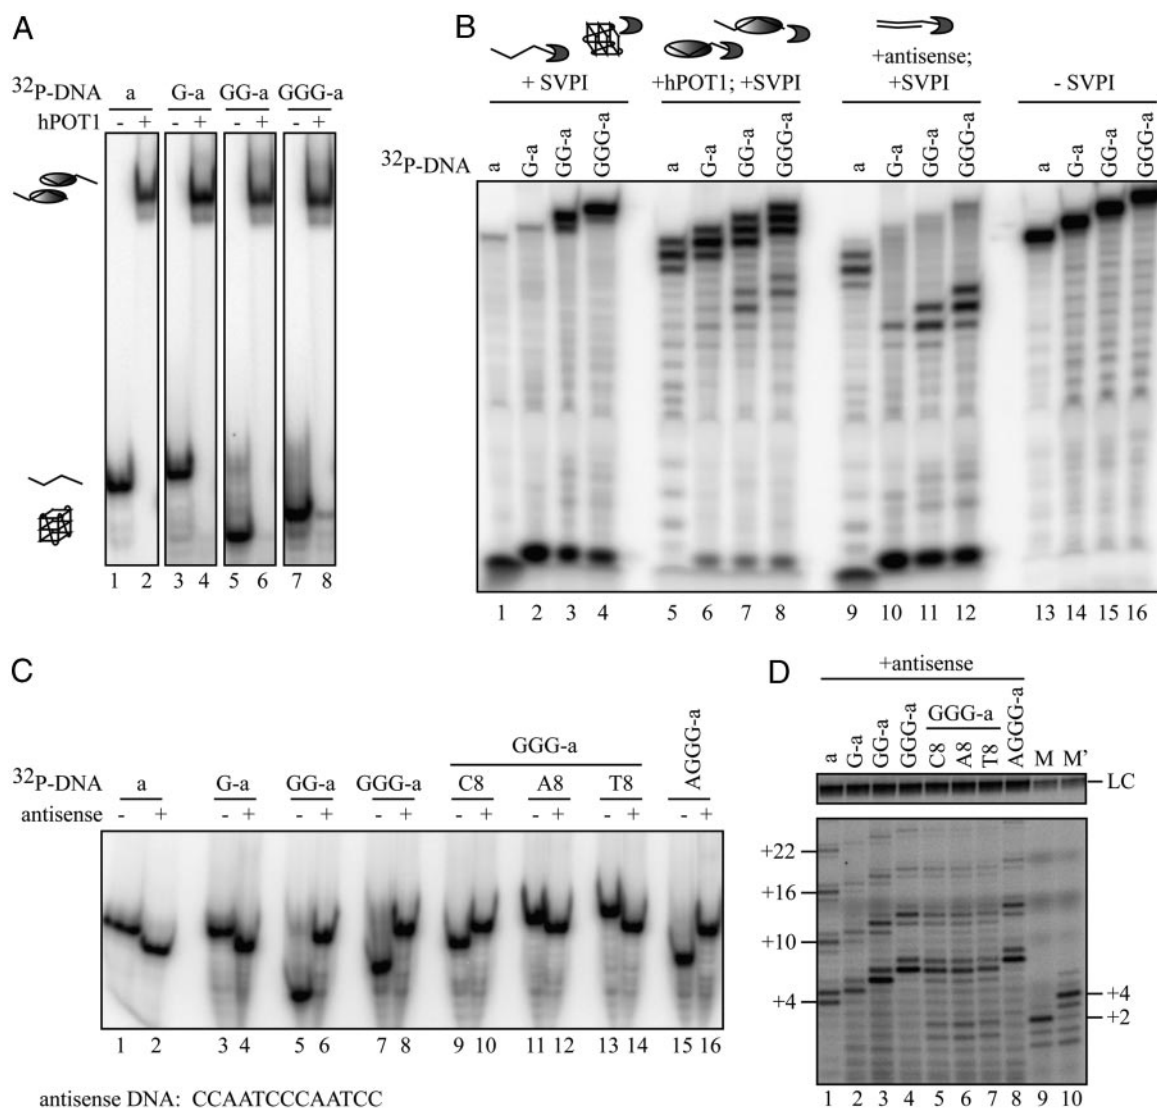 A
32P-DNA a G-a GG-a GGG-a
hPOT1 - + - + - + - +
1 2 3 4 5 6 7 8
B
+ SVPI
+hPOT1; +SVPI
+antisense;
+SVPI
- SVPI
32P-DNA a G-a GG-a GGG-a a G-a GG-a GGG-a a G-a GG-a GGG-a a G-a GG-a GGG-a
1 2 3 4 5 6 7 8 9 10 11 12 13 14 15 16
C
GGG-a
32P-DNA a G-a GG-a GGG-a C8 A8 T8 AGGG-a
antisense - + - + - + - + - + - + - + - +
1 2 3 4 5 6 7 8 9 10 11 12 13 14 15 16
antisense DNA: CCAATCCCAATCC
D
+antisense
GGG-a
a G-a GG-a GGG-a C8 A8 T8 AGGG-a M M'
LC
+22
+16
+10
+4 +4
+2
1 2 3 4 5 6 7 8 9 10